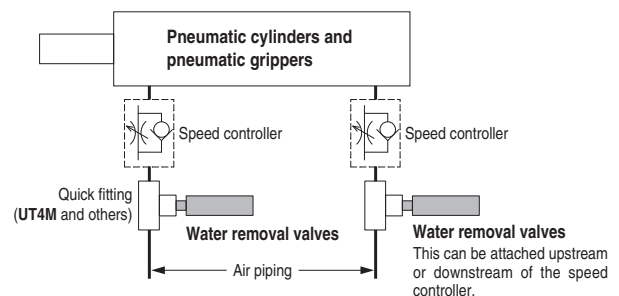 Pneumatic cylinders and
pneumatic grippers
Speed controller
Speed controller
Quick fitting
(UT4M and others)
Water removal valves
Water removal valves
This can be attached upstream
or downstream of the speed
controller.
Air piping